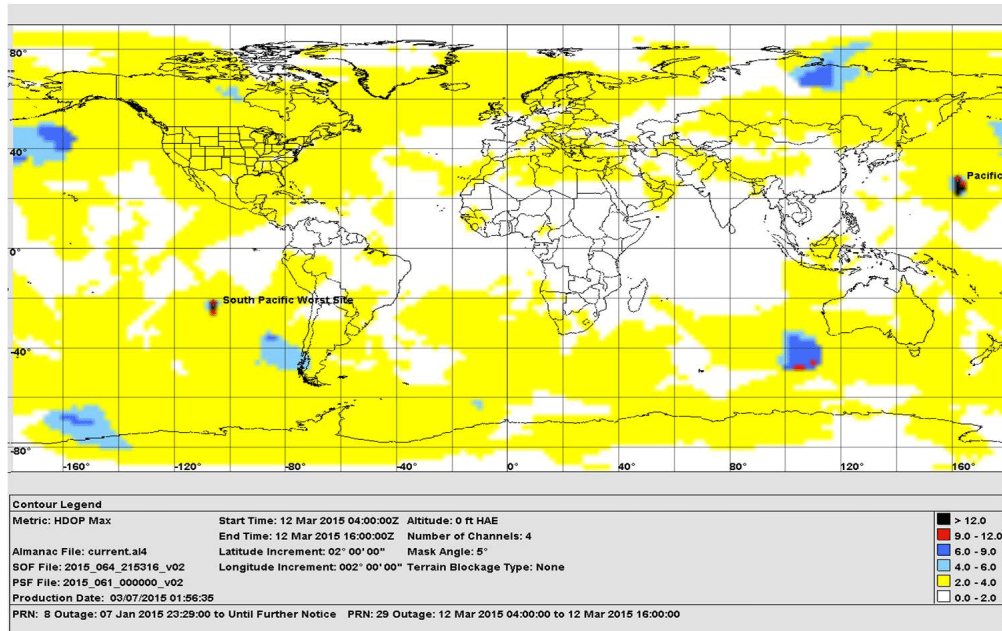 80°
40°
Pacific
0°
South Pacific Worst Site
-40°
-80°
-160° -120° -80° -40° 0° 40° 80° 120° 160°
Contour Legend
Metric: HDOP Max Start Time: 12 Mar 2015 04:00:00Z Altitude: 0 ft HAE > 12.0
End Time: 12 Mar 2015 16:00:00Z Number of Channels: 4 9.0 - 12.0
Almanac File: current.al4 Latitude Increment: 02° 00' 00" Mask Angle: 5° 6.0 - 9.0
SOF File: 2015_064_215316_v02 Longitude Increment: 002° 00' 00" Terrain Blockage Type: None 4.0 - 6.0
PSF File: 2015_061_000000_v02 2.0 - 4.0
Production Date: 03/07/2015 01:56:35 0.0 - 2.0
PRN: 8 Outage: 07 Jan 2015 23:29:00 to Until Further Notice PRN: 29 Outage: 12 Mar 2015 04:00:00 to 12 Mar 2015 16:00:00